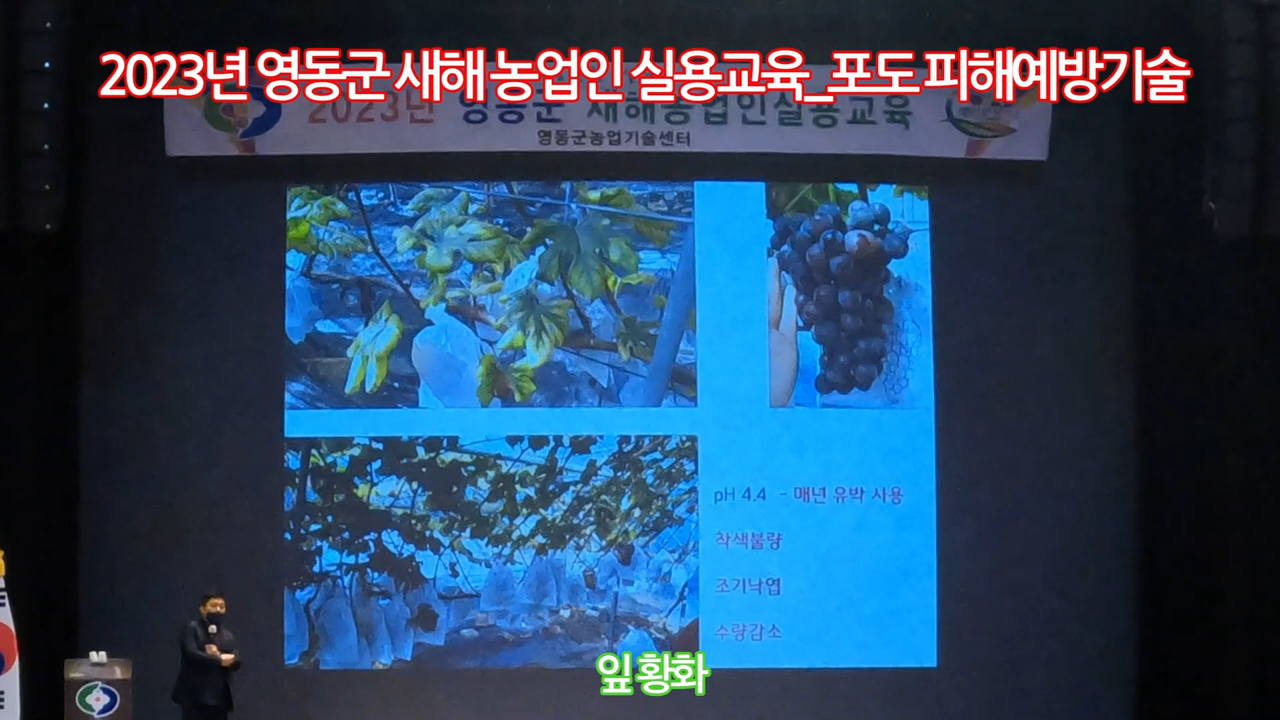 2023년 영동군 새해 농업인 실용교육_포도 피해예방기술
2023년 영동군 새해농업인실용교육
영동군농업기술센터
pH 4.4 - 매년 유박 사용
착색불량
조기낙엽
수량감소
잎 황화